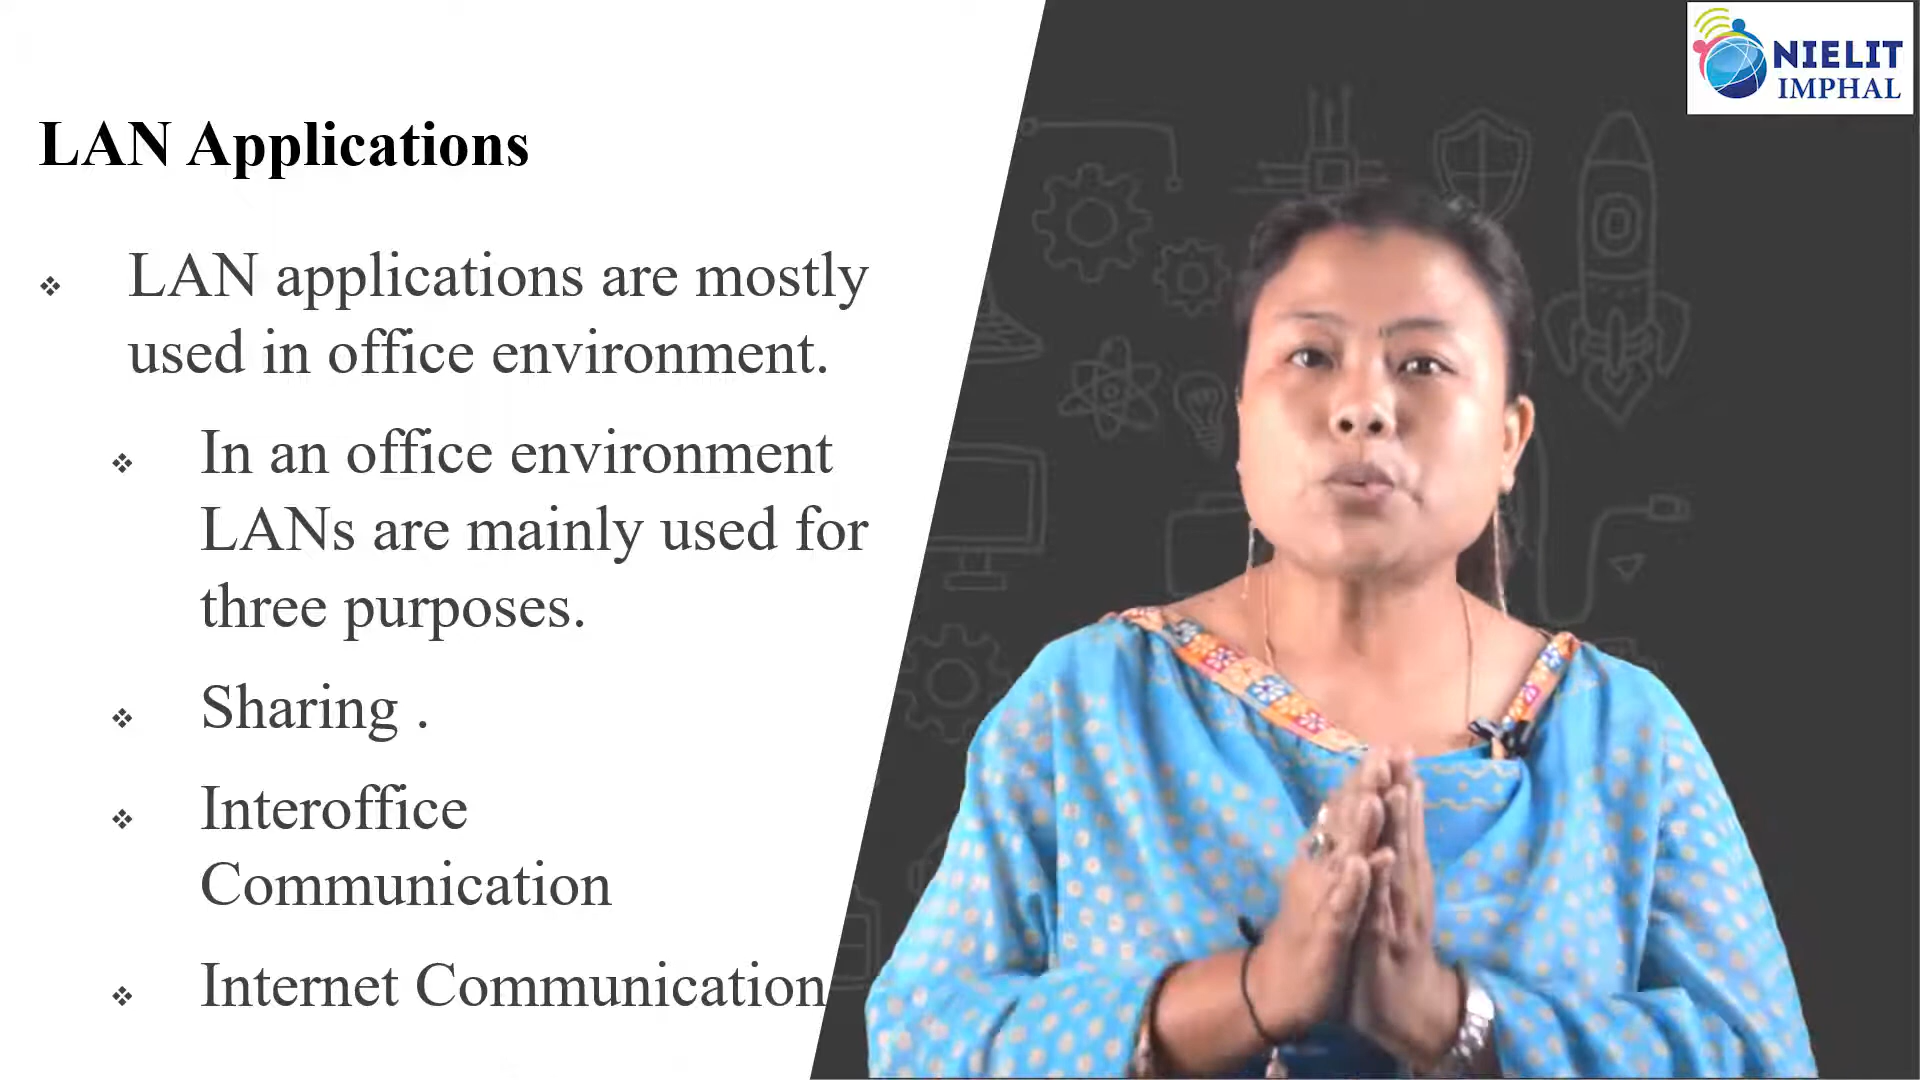 NIELIT
IMPHAL
LAN Applications
❖ LAN applications are mostly
used in office environment.
❖ In an office environment
LANs are mainly used for
three purposes.
❖ Sharing .
❖ Interoffice
Communication
❖ Internet Communication